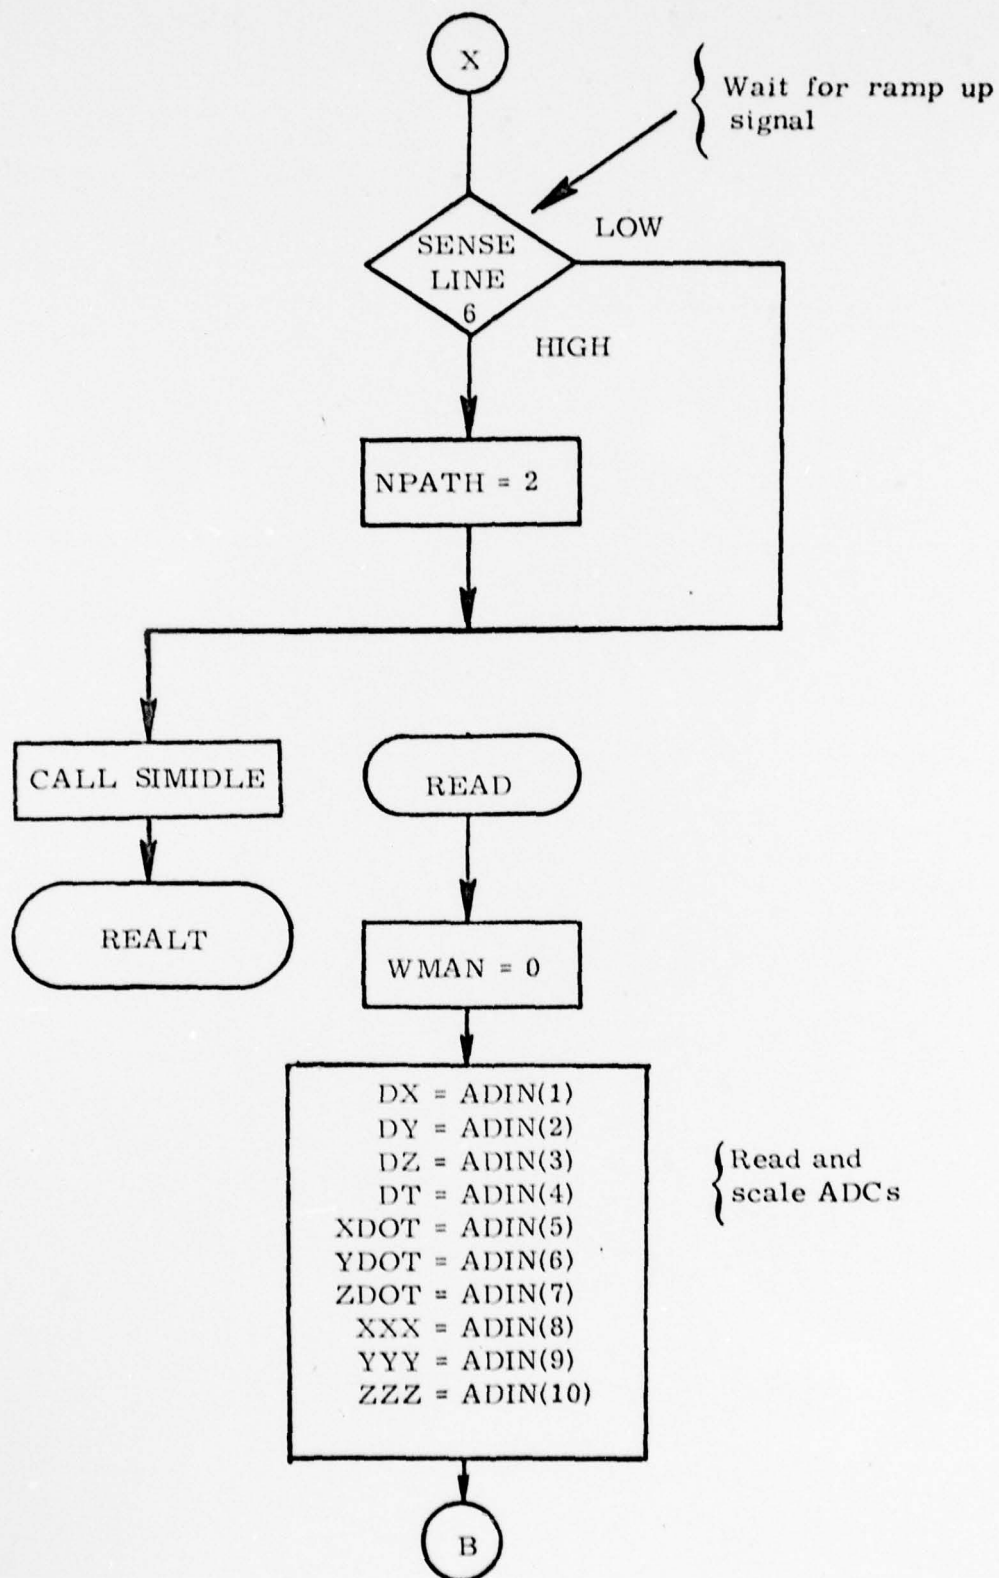 X
Wait for ramp up
signal
LOW
SENSE
LINE
6
HIGH
NPATH = 2
CALL SIMIDLE
READ
REALT
WMAN = 0
DX = ADIN(1)
DY = ADIN(2)
DZ = ADIN(3)
DT = ADIN(4)
XDOT = ADIN(5)
YDOT = ADIN(6)
ZDOT = ADIN(7)
XXX = ADIN(8)
YYY = ADIN(9)
ZZZ = ADIN(10)
Read and
scale ADCs
B